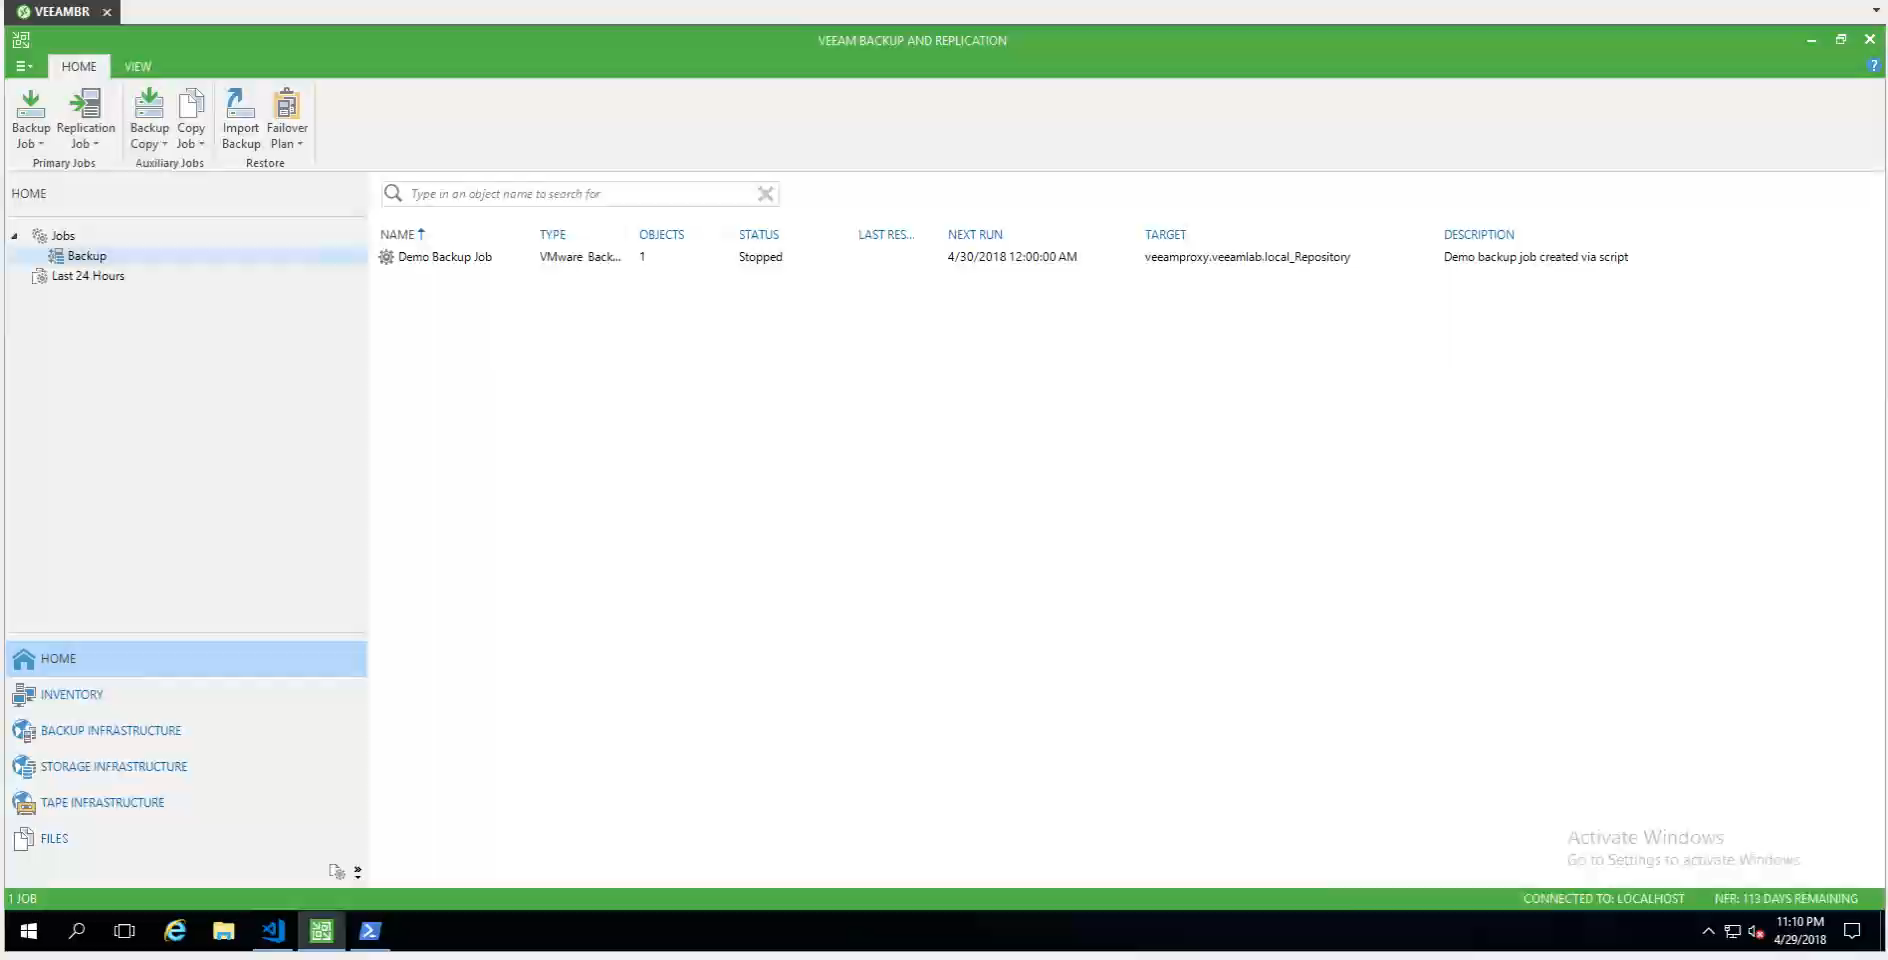 VEEAMBR
VEEAM BACKUP AND REPLICATION
HOME VIEW
Backup Job
Replication Job
Primary Jobs
Backup Copy
Copy Job
Auxiliary Jobs
Import Backup
Failover Plan
Restore
HOME
Jobs
Backup
Last 24 Hours
Type in an object name to search for
NAME TYPE OBJECTS STATUS LAST RES... NEXT RUN TARGET DESCRIPTION
Demo Backup Job VMware Back... 1 Stopped 4/30/2018 12:00:00 AM veeamproxy.veeamlab.local_Repository Demo backup job created via script
HOME
INVENTORY
BACKUP INFRASTRUCTURE
STORAGE INFRASTRUCTURE
TAPE INFRASTRUCTURE
FILES
Activate Windows
Go to Settings to activate Windows.
1 JOB
CONNECTED TO: LOCALHOST NFR: 113 DAYS REMAINING
11:10 PM
4/29/2018